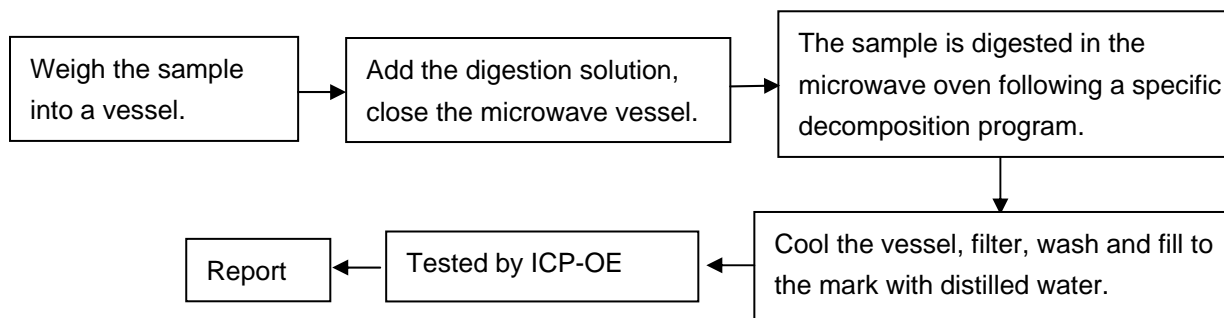 Weigh the sample
into a vessel.
Add the digestion solution,
close the microwave vessel.
The sample is digested in the
microwave oven following a specific
decomposition program.
Cool the vessel, filter, wash and fill to
the mark with distilled water.
Tested by ICP-OE
Report